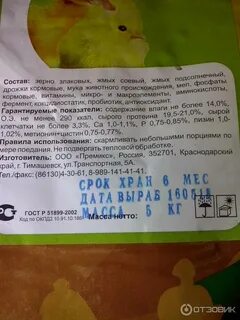 Состав: зерно злаковых, жмых соевый, жмых подсолнечный,
дрожжи кормовые, мука животного происхождения, мел, фосфаты
кормовые, витамины, микро- и макроэлементы, аминокислоты,
фермент, кокцидиостатик, пробиотик, антиоксидант.
Гарантируемые показатели: содержание влаги не более 14,0%,
О.Э. не менее 290 ккал, сырого протеина 19,5-21,0%, сырой
клетчатки не более 3,3%, Са 1,0-1,1%, Р 0,75-0,85%, лизин 1,0-
1,02%, метионин+цистин 0,75-0,77%.
Правила использования: скармливать небольшими порциями по
мере поедания. Не подвергать тепловой обработке.
Изготовитель: ООО «Премикс», Россия, 352701, Краснодарский
край, г. Тимашевск, ул. Транспортная, 5А.
Тел./факс: (86130)4-30-61, 8-989-141-41-41.
СРОК ХРАН 6 МЕС
ДАТА ВЫРАБ 160518
МАССА 5 КГ
ГОСТ Р 51899-2002
Масса нетто:
ОТЗОВИК